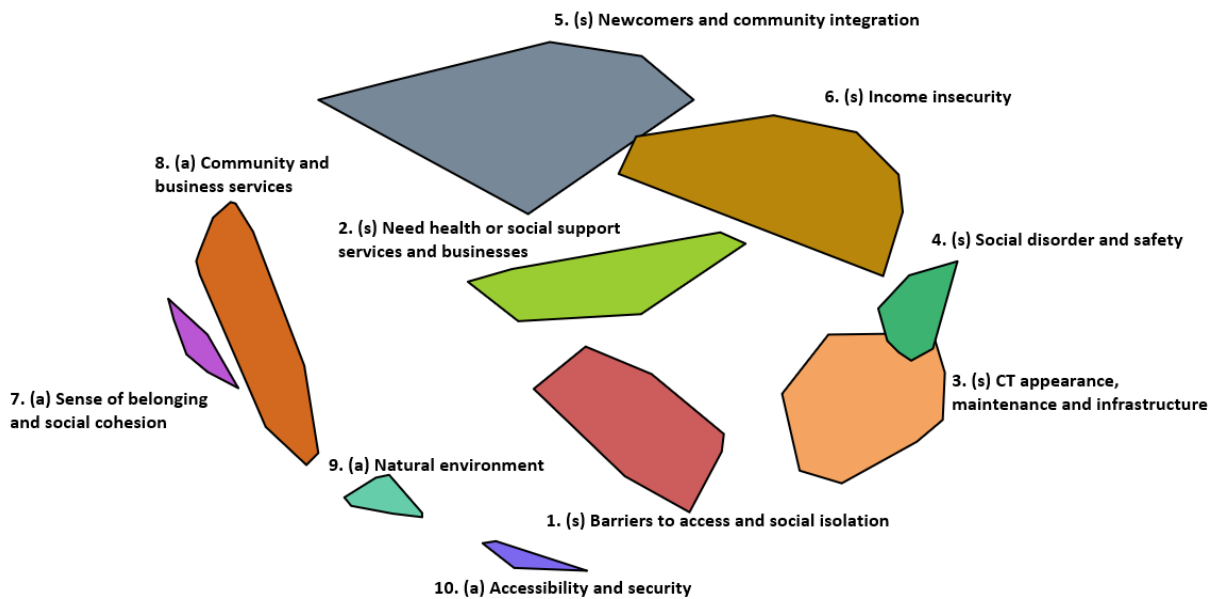 5. (s) Newcomers and community integration
6. (s) Income insecurity
8. (a) Community and
business services
2. (s) Need health or social support
services and businesses
4. (s) Social disorder and safety
7. (a) Sense of belonging
and social cohesion
3. (s) CT appearance,
maintenance and infrastructure
9. (a) Natural environment
1. (s) Barriers to access and social isolation
10. (a) Accessibility and security